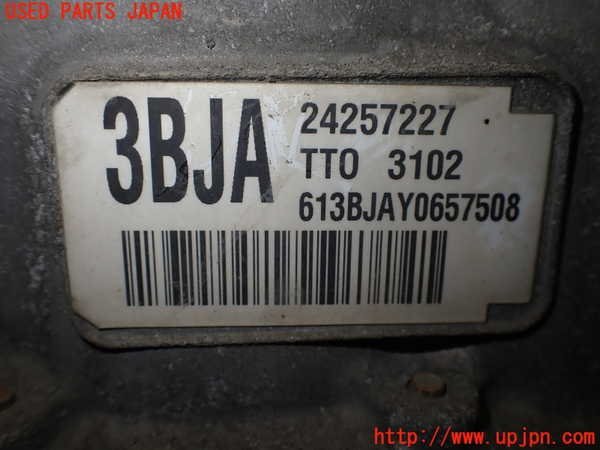 USED PARTS JAPAN
3BJA
24257227
TTO 3102
613BJAY0657508
http://www.upjpn.com/